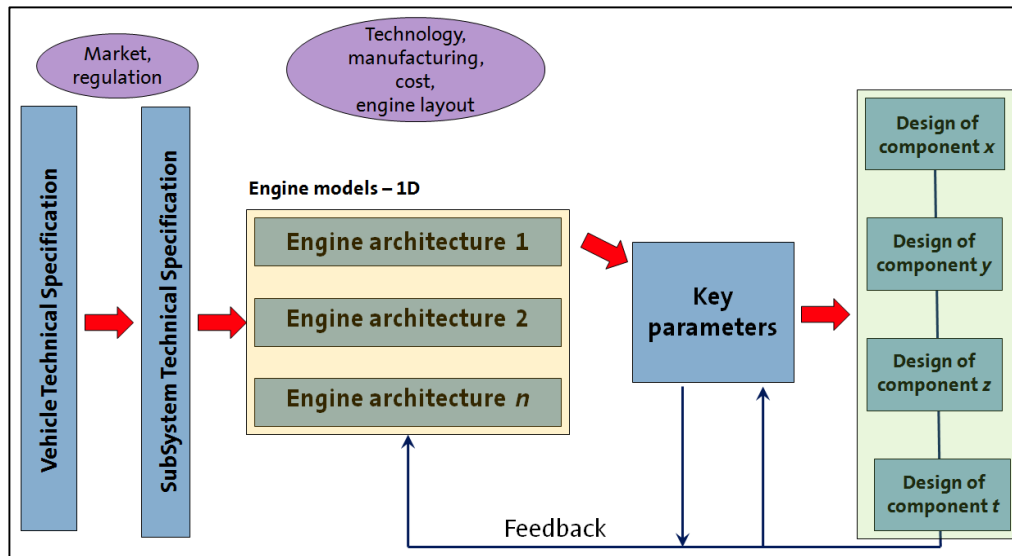 Market,
regulation
Technology,
manufacturing,
cost,
engine layout
Vehicle Technical Specification
SubSystem Technical Specification
Engine models – 1D
Engine architecture 1
Engine architecture 2
Engine architecture n
Key
parameters
Design of
component x
Design of
component y
Design of
component z
Design of
component t
Feedback